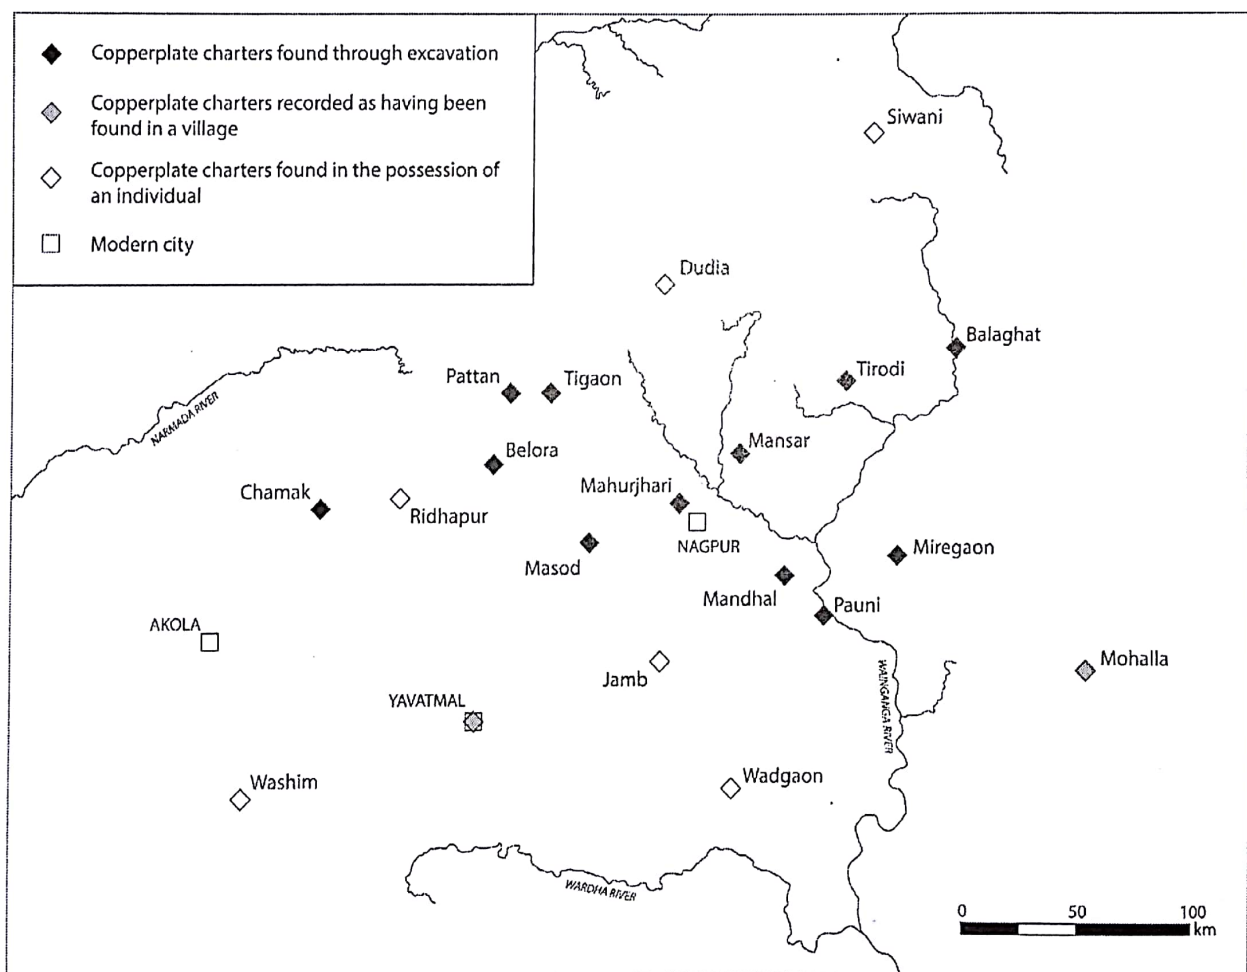 Copperplate charters found through excavation
Copperplate charters recorded as having been
found in a village
Copperplate charters found in the possession of
an individual
Modern city
Siwani
Dudia
Balaghat
Tirodi
Pattan
Tigaon
NARMADA RIVER
Mansar
Belora
Mahurjhari
Chamak
Ridhapur
NAGPUR
Miregaon
Masod
Mandhal
Pauni
AKOLA
Mohalla
Jamb
WAINGANGA RIVER
YAVATMAL
Washim
Wadgaon
WARDHA RIVER
0 50 100
km